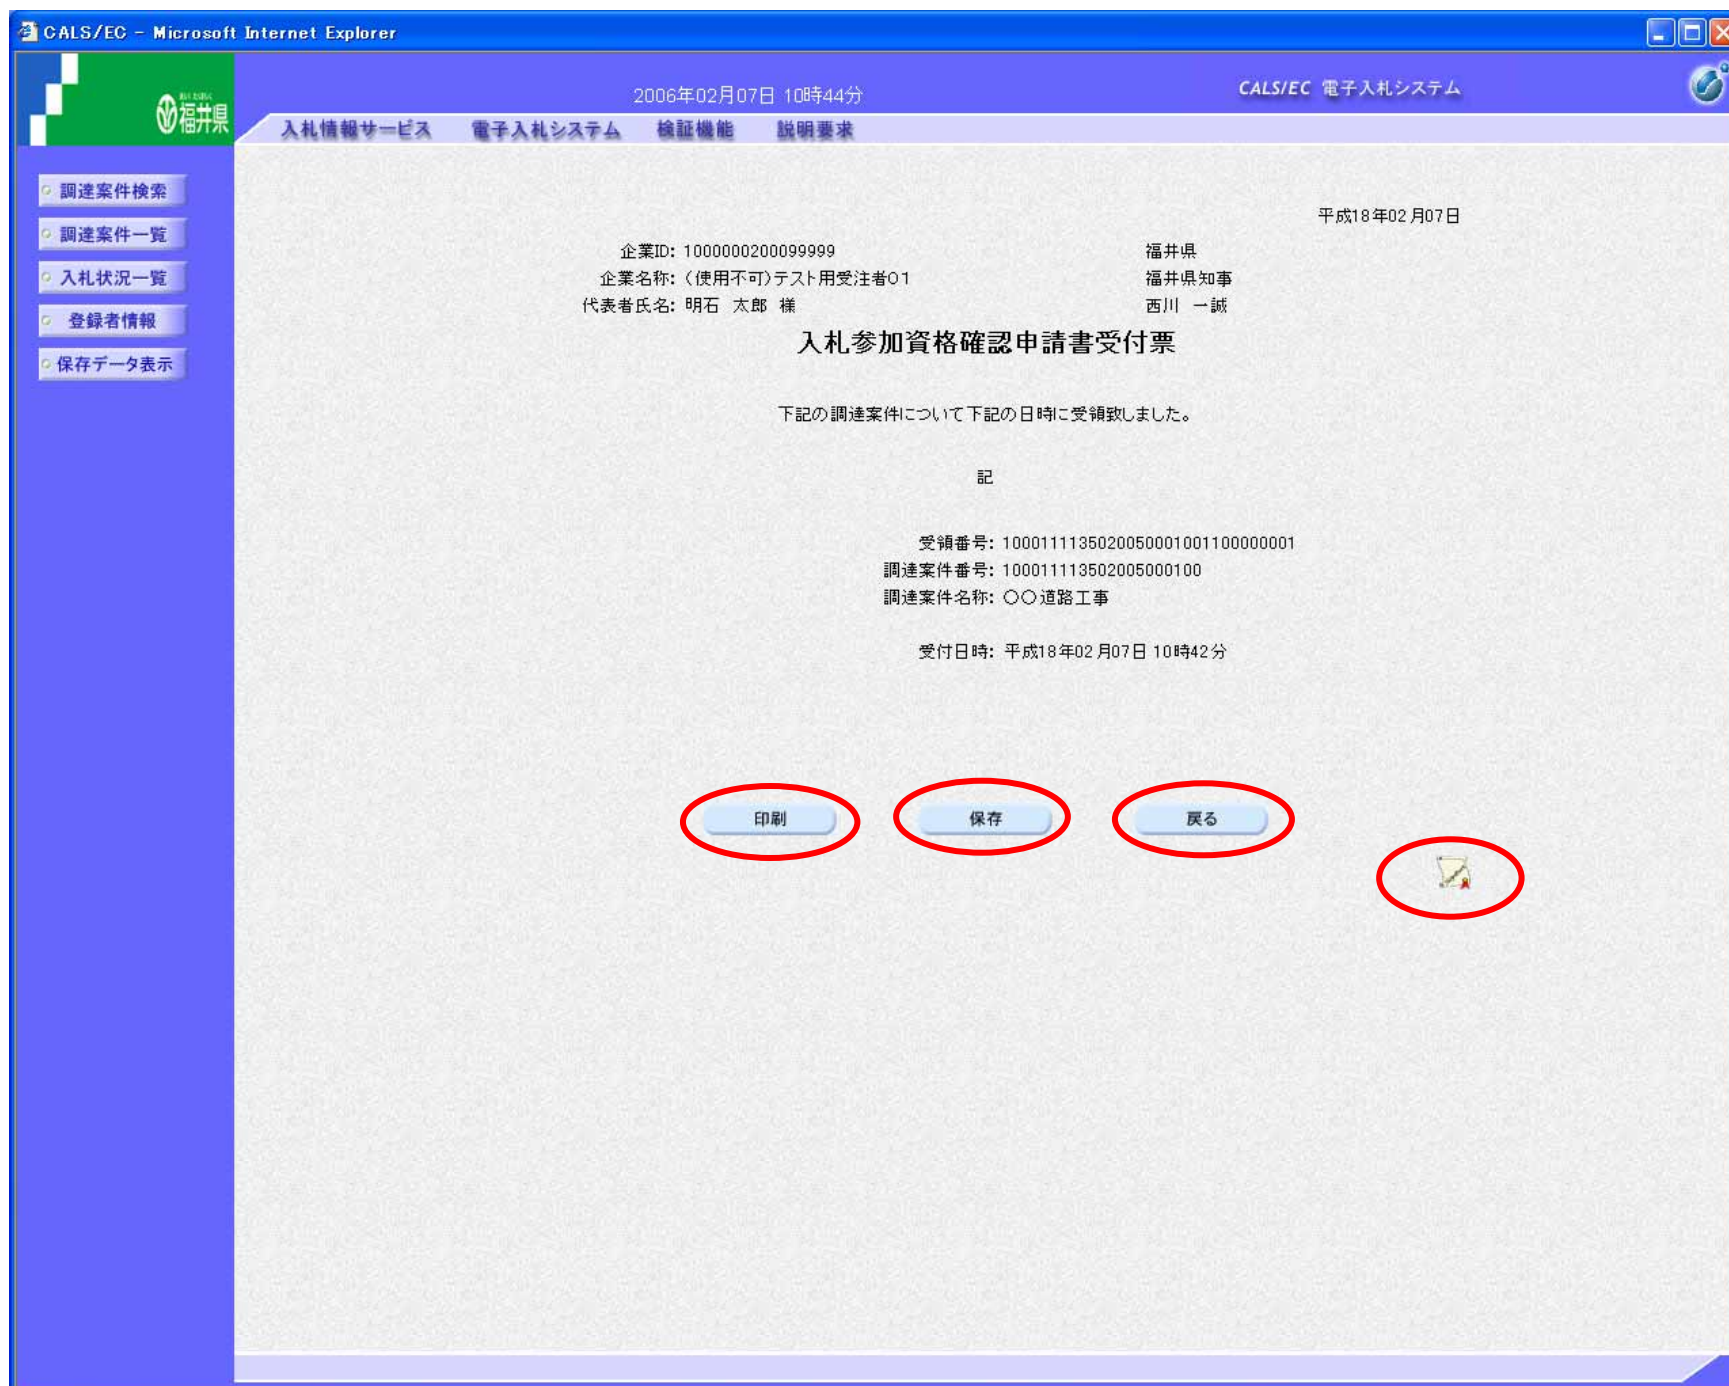 CALS/EC - Microsoft Internet Explorer
福井県
2006年02月07日 10時44分
CALS/EC 電子入札システム
入札情報サービス 電子入札システム 検証機能 説明要求
調達案件検索
調達案件一覧
入札状況一覧
登録者情報
保存データ表示
平成18年02月07日
企業ID: 1000000200099999 福井県
企業名称: (使用不可)テスト用受注者01 福井県知事
代表者氏名: 明石 太郎 様 西川 一誠
入札参加資格確認申請書受付票
下記の調達案件について下記の日時に受領致しました。
記
受領番号: 1000111135020050001001100000001
調達案件番号: 100011113502005000100
調達案件名称: 〇〇道路工事
受付日時: 平成18年02月07日 10時42分
印刷 保存 戻る